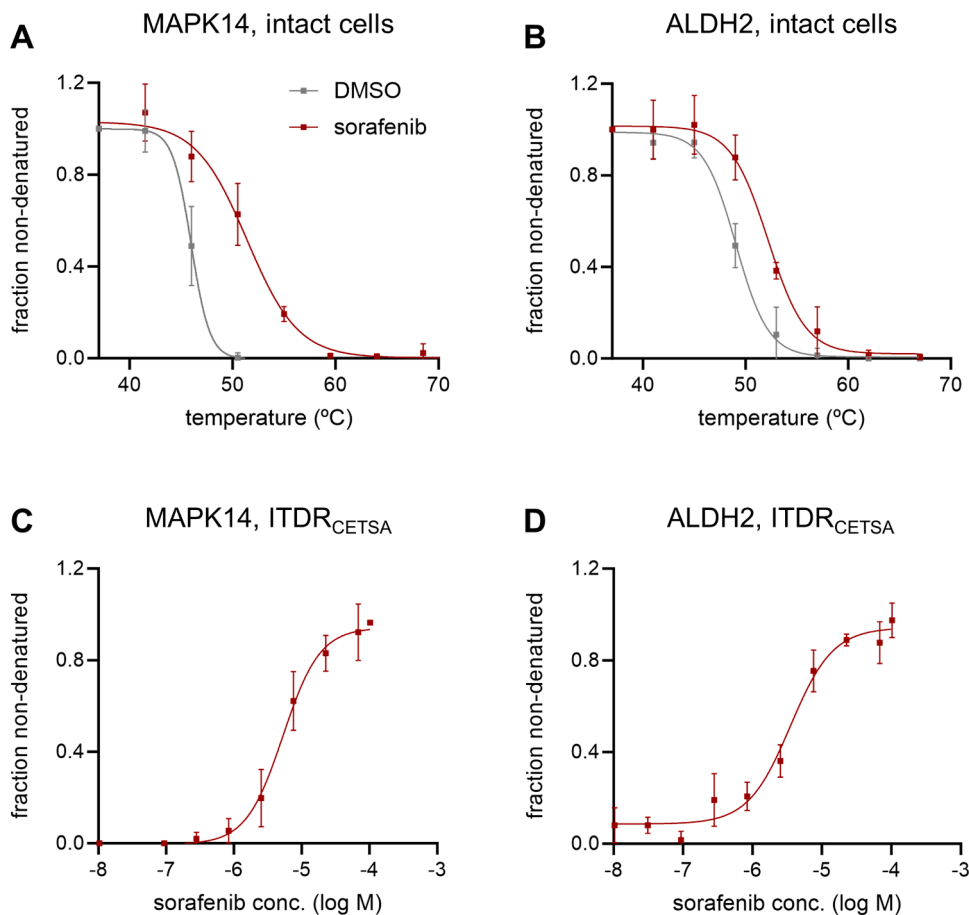 A
MAPK14, intact cells
fraction non-denatured
1.2
0.8
0.4
0.0
DMSO
sorafenib
40
50
60
70
temperature (ºC)
B
ALDH2, intact cells
fraction non-denatured
1.2
0.8
0.4
0.0
40
50
60
70
temperature (ºC)
C
MAPK14, ITDRCETSA
fraction non-denatured
1.2
0.8
0.4
0.0
-8
-7
-6
-5
-4
-3
sorafenib conc. (log M)
D
ALDH2, ITDRCETSA
fraction non-denatured
1.2
0.8
0.4
0.0
-8
-7
-6
-5
-4
-3
sorafenib conc. (log M)